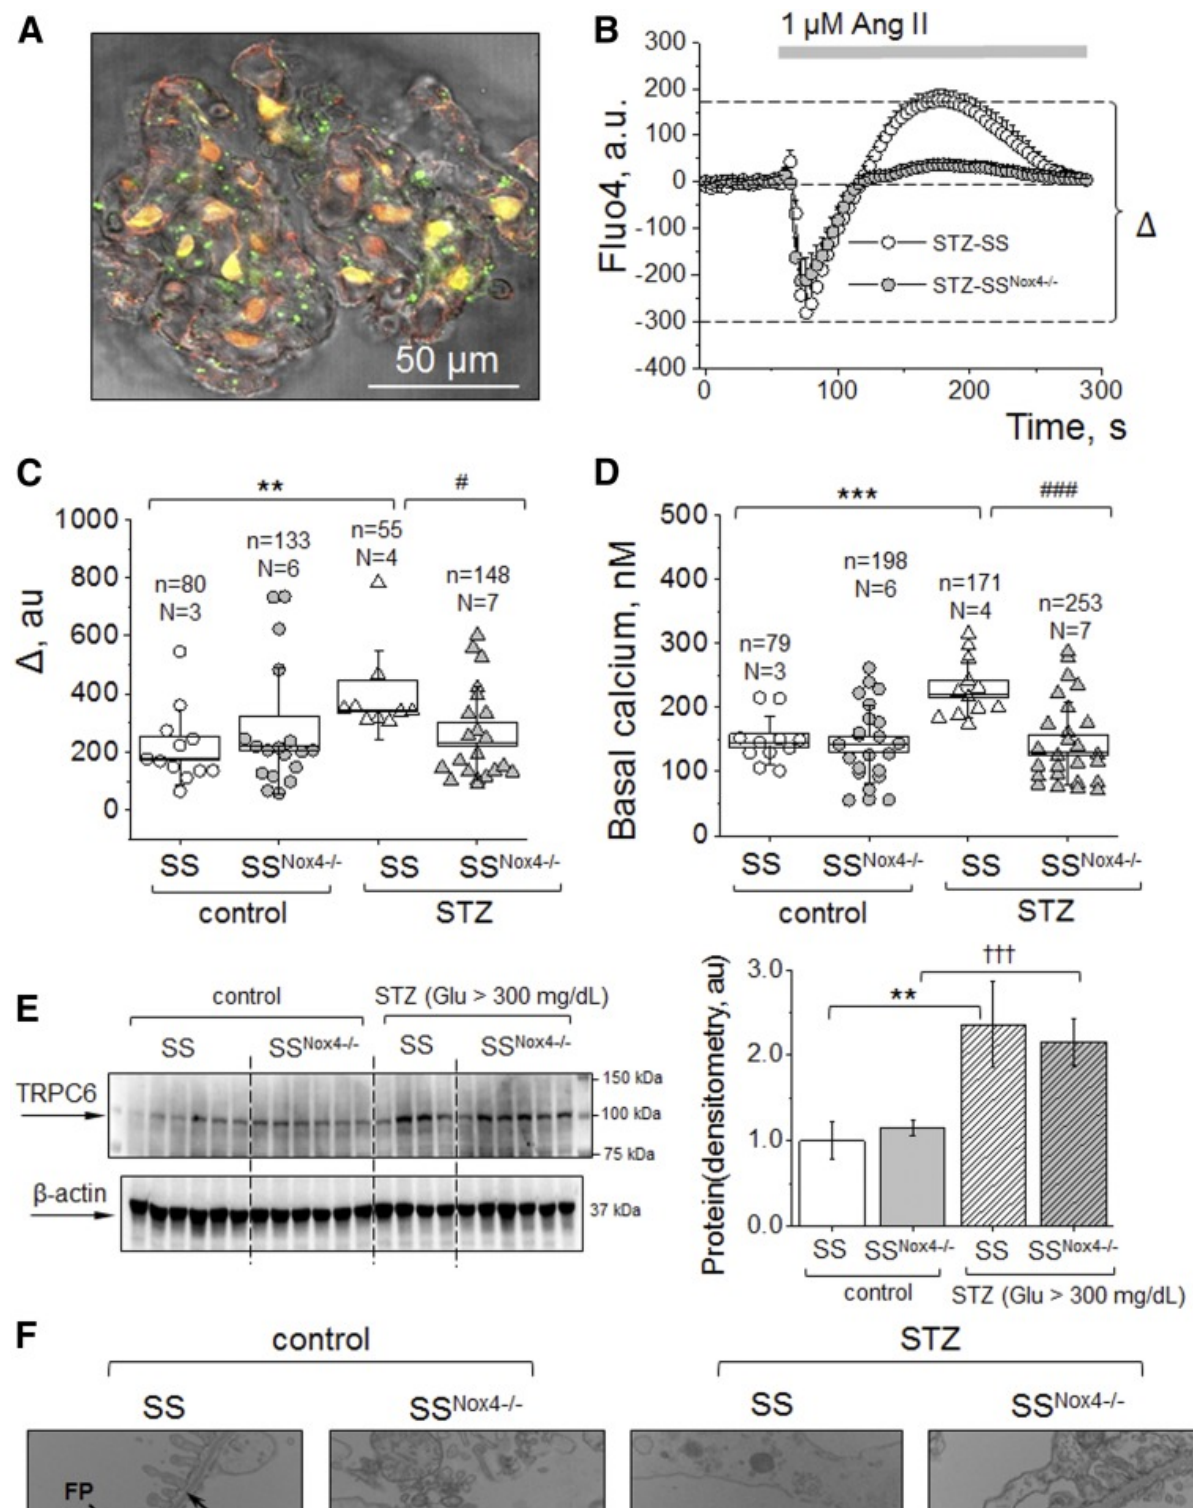 A
50 µm
B
1 µM Ang II
Fluo4, a.u.
300
200
100
0
-100
-200
-300
-400
0
100
200
300
Time, s
STZ-SS
STZ-SSNox4-/-
Δ
C
Δ, au
1000
800
600
400
200
0
**
#
n=80
N=3
n=133
N=6
n=55
N=4
n=148
N=7
SS
SSNox4-/-
SS
SSNox4-/-
control
STZ
D
Basal calcium, nM
500
400
300
200
100
0
***
###
n=79
N=3
n=198
N=6
n=171
N=4
n=253
N=7
SS
SSNox4-/-
SS
SSNox4-/-
control
STZ
E
control
STZ (Glu > 300 mg/dL)
SS
SSNox4-/-
SS
SSNox4-/-
TRPC6
150 kDa
100 kDa
75 kDa
β-actin
37 kDa
Protein(densitometry, au)
3.0
2.0
1.0
0.0
**
†††
SS
SSNox4-/-
SS
SSNox4-/-
control
STZ (Glu > 300 mg/dL)
F
control
STZ
SS
SSNox4-/-
SS
SSNox4-/-
FP